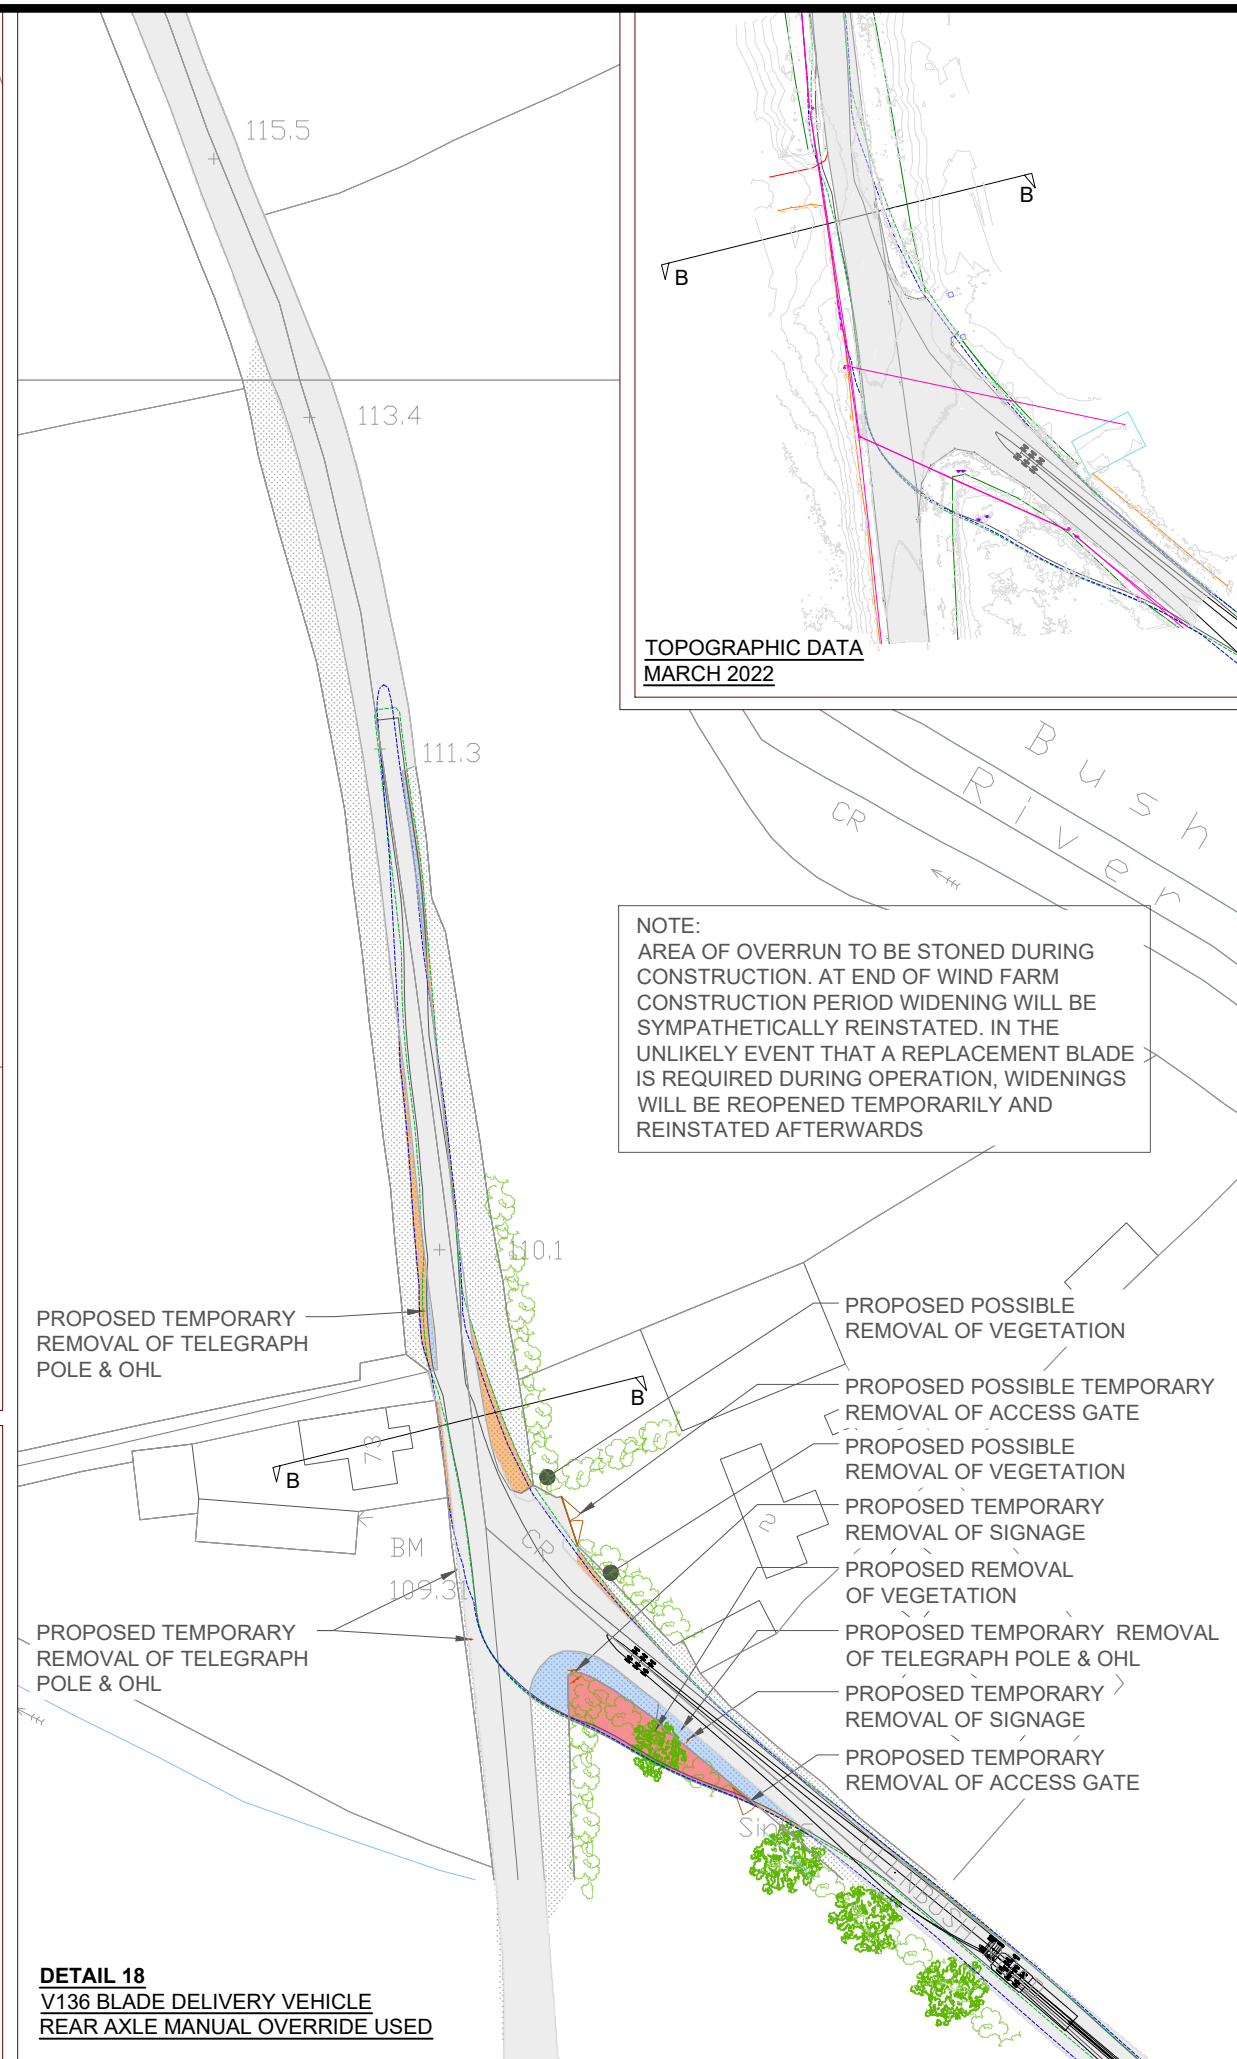 115.5
113.4
111.3
110.1
B
B
TOPOGRAPHIC DATA
MARCH 2022
Bush
River
CR
NOTE:
AREA OF OVERRUN TO BE STONED DURING
CONSTRUCTION. AT END OF WIND FARM
CONSTRUCTION PERIOD WIDENING WILL BE
SYMPATHETICALLY REINSTATED. IN THE
UNLIKELY EVENT THAT A REPLACEMENT BLADE
IS REQUIRED DURING OPERATION, WIDENINGS
WILL BE REOPENED TEMPORARILY AND
REINSTATED AFTERWARDS
PROPOSED TEMPORARY
REMOVAL OF TELEGRAPH
POLE & OHL
PROPOSED POSSIBLE
REMOVAL OF VEGETATION
PROPOSED POSSIBLE TEMPORARY
REMOVAL OF ACCESS GATE
PROPOSED POSSIBLE
REMOVAL OF VEGETATION
PROPOSED TEMPORARY
REMOVAL OF SIGNAGE
PROPOSED REMOVAL
OF VEGETATION
PROPOSED TEMPORARY REMOVAL
OF TELEGRAPH POLE & OHL
PROPOSED TEMPORARY
REMOVAL OF SIGNAGE
PROPOSED TEMPORARY
REMOVAL OF ACCESS GATE
B
B
73
2
CR
BM
109.31
PROPOSED TEMPORARY
REMOVAL OF TELEGRAPH
POLE & OHL
DETAIL 18
V136 BLADE DELIVERY VEHICLE
REAR AXLE MANUAL OVERRIDE USED